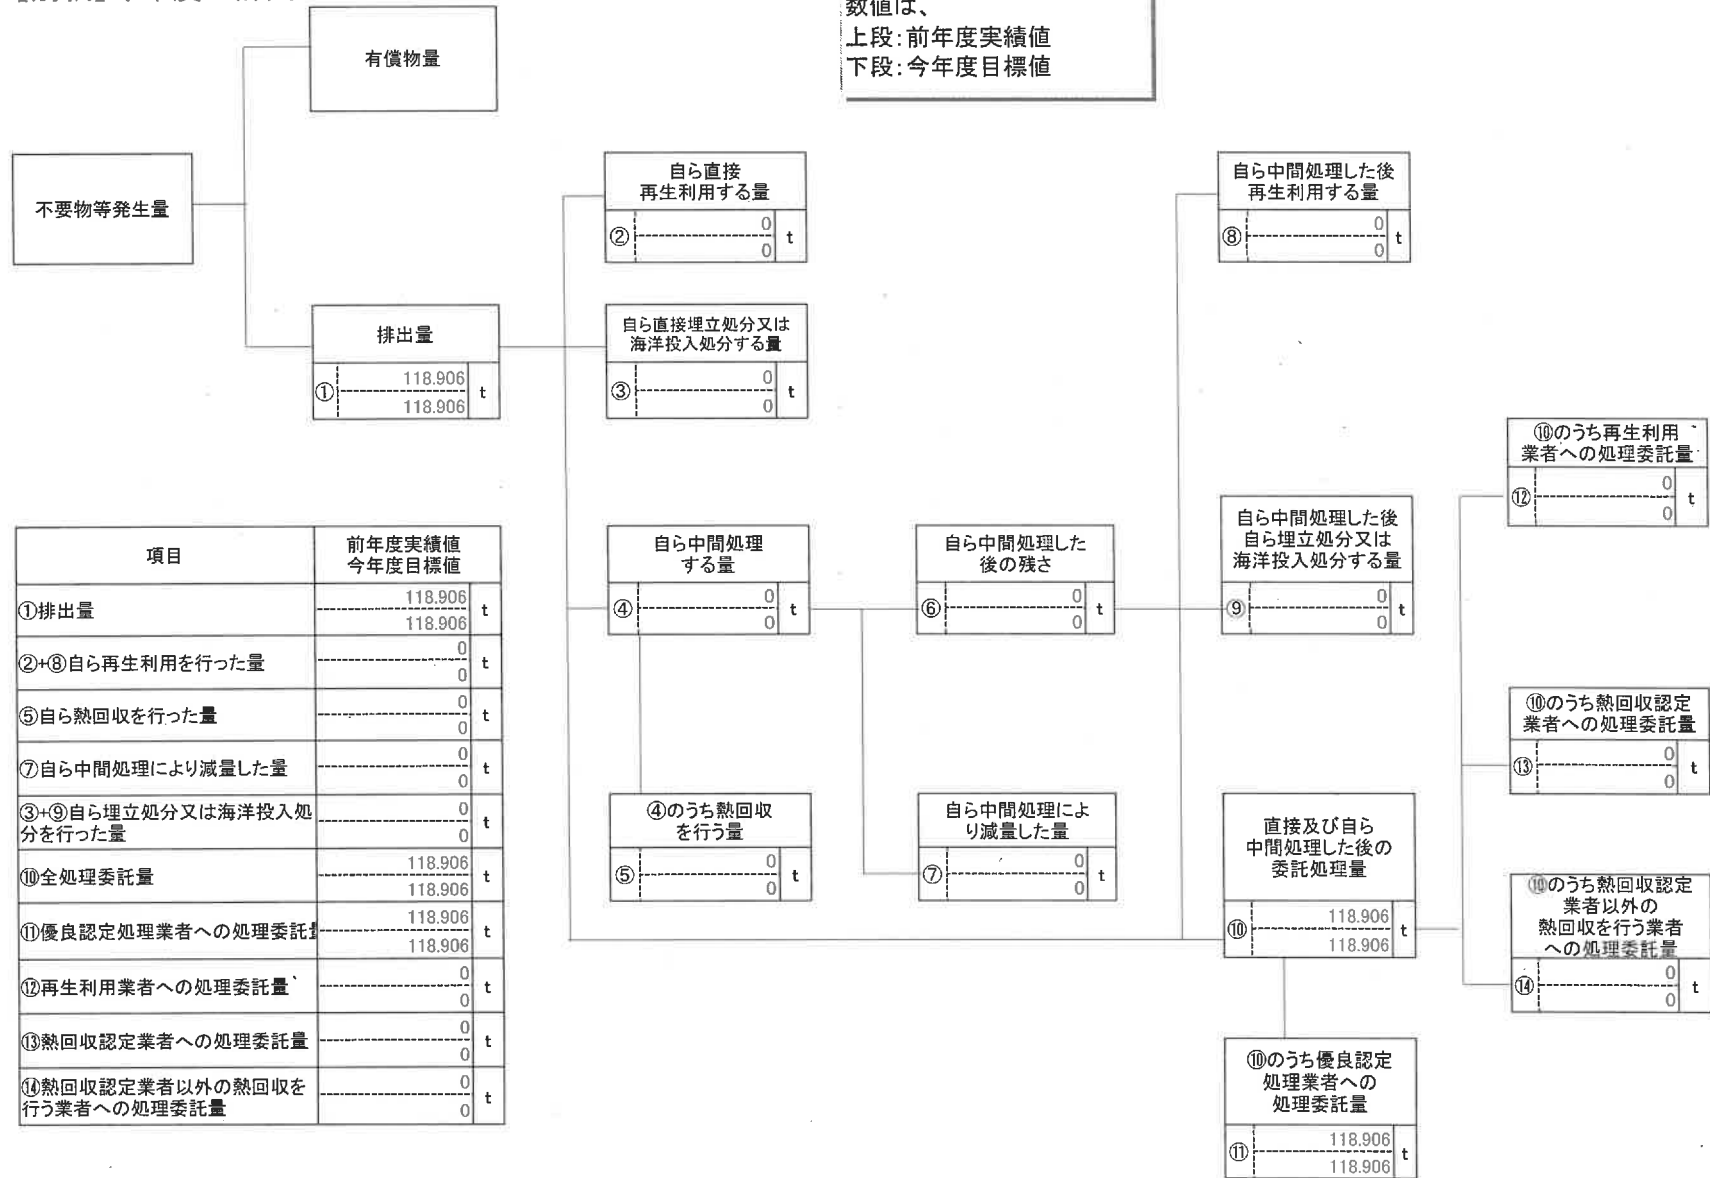 数値は、
上段:前年度実績値
下段:今年度目標値
有償物量
不要物等発生量
排出量
①
118.906
118.906
t
自ら直接
再生利用する量
②
0
0
t
自ら直接埋立処分又は
海洋投入処分する量
③
0
0
t
自ら中間処理
する量
④
0
0
t
④のうち熱回収
を行う量
⑤
0
0
t
自ら中間処理した
後の残さ
⑥
0
0
t
自ら中間処理によ
り減量した量
⑦
0
0
t
自ら中間処理した後
再生利用する量
⑧
0
0
t
自ら中間処理した後
自ら埋立処分又は
海洋投入処分する量
⑨
0
0
t
直接及び自ら
中間処理した後の
委託処理量
⑩
118.906
118.906
t
⑩のうち優良認定
処理業者への
処理委託量
⑪
118.906
118.906
t
⑩のうち再生利用
業者への処理委託量
⑫
0
0
t
⑩のうち熱回収認定
業者への処理委託量
⑬
0
0
t
⑩のうち熱回収認定
業者以外の
熱回収を行う業者
への処理委託量
⑭
0
0
t
項目
前年度実績値
今年度目標値
①排出量
118.906
118.906
t
②+⑧自ら再生利用を行った量
0
0
t
⑤自ら熱回収を行った量
0
0
t
⑦自ら中間処理により減量した量
0
0
t
③+⑨自ら埋立処分又は海洋投入処
分を行った量
0
0
t
⑩全処理委託量
118.906
118.906
t
⑪優良認定処理業者への処理委託
118.906
118.906
t
⑫再生利用業者への処理委託量
0
0
t
⑬熱回収認定業者への処理委託量
0
0
t
⑭熱回収認定業者以外の熱回収を
行う業者への処理委託量
0
0
t